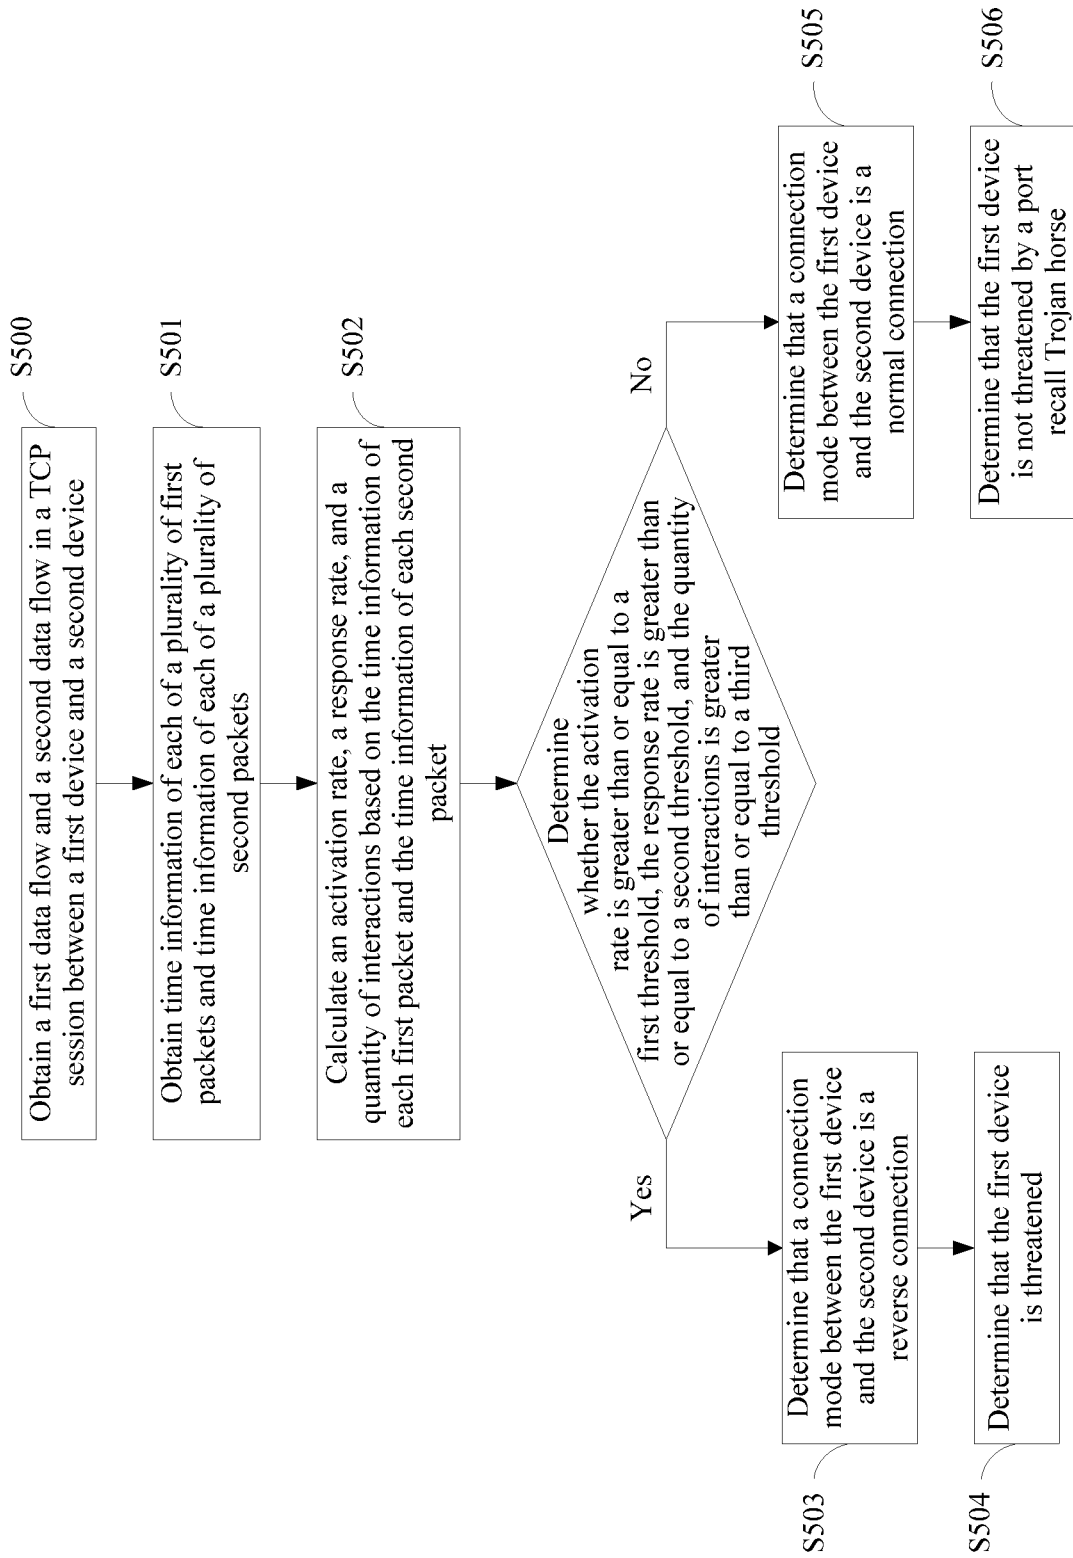 S500
Obtain a first data flow and a second data flow in a TCP
session between a first device and a second device
S501
Obtain time information of each of a plurality of first
packets and time information of each of a plurality of
second packets
S502
Calculate an activation rate, a response rate, and a
quantity of interactions based on the time information of
each first packet and the time information of each second
packet
Determine
whether the activation
rate is greater than or equal to a
first threshold, the response rate is greater than
or equal to a second threshold, and the quantity
of interactions is greater
than or equal to a third
threshold
Yes
No
S503
Determine that a connection
mode between the first device
and the second device is a
reverse connection
S504
Determine that the first device
is threatened
S505
Determine that a connection
mode between the first device
and the second device is a
normal connection
S506
Determine that the first device
is not threatened by a port
recall Trojan horse